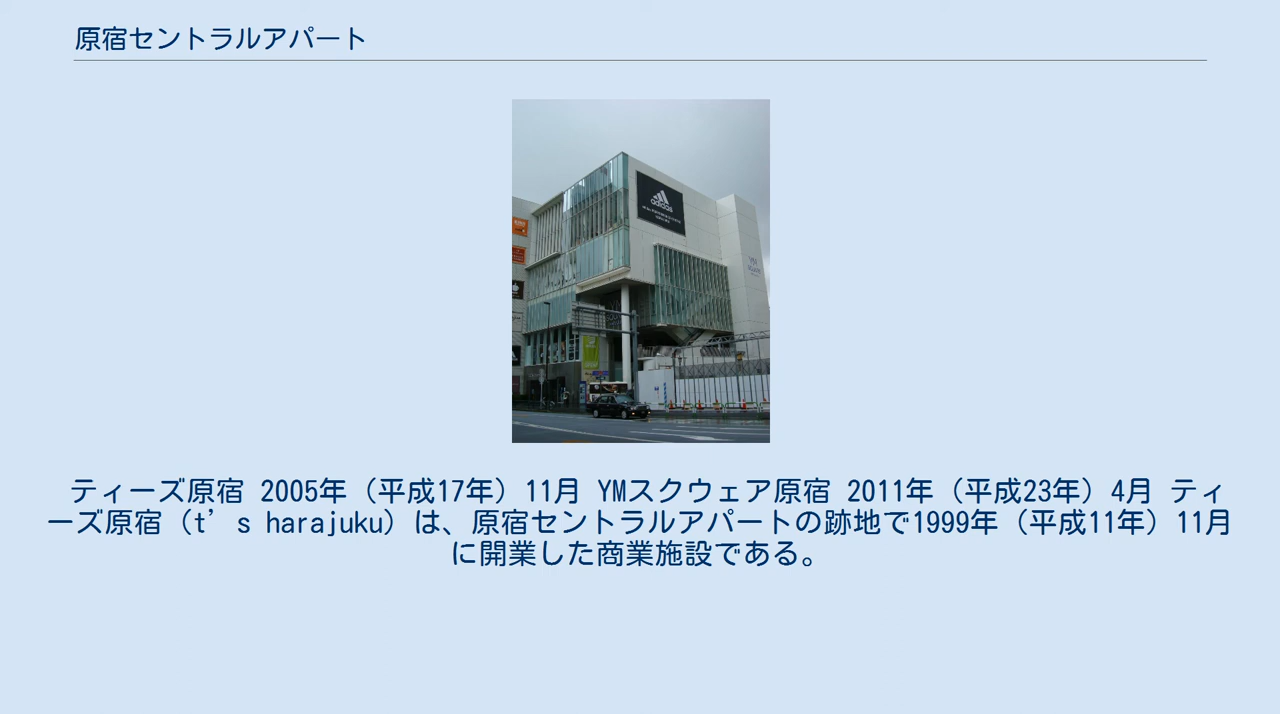 原宿セントラルアパート
adidas
YM
ティーズ原宿 2005年（平成17年）11月 YMスクウェア原宿 2011年（平成23年）4月 ティ
ーズ原宿（t’s harajuku）は、原宿セントラルアパートの跡地で1999年（平成11年）11月
に開業した商業施設である。